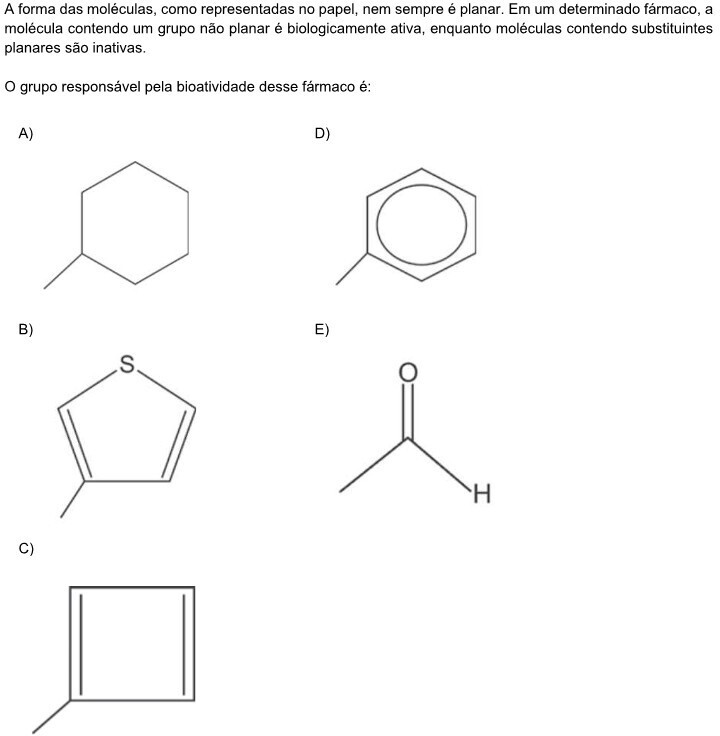 A forma das moléculas, como representadas no papel, nem sempre é planar. Em um determinado fármaco, a
molécula contendo um grupo não planar é biologicamente ativa, enquanto moléculas contendo substituintes
planares são inativas.
O grupo responsável pela bioatividade desse fármaco é:
A)
D)
B)
E)
S
O
H
C)